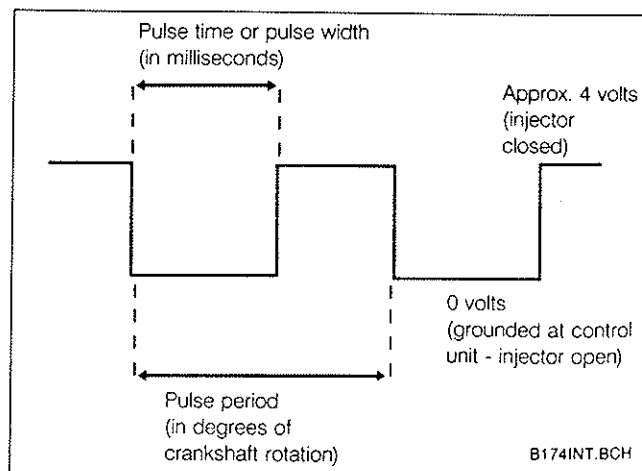 Pulse time or pulse width
(in milliseconds)
Approx. 4 volts
(injector
closed)
0 volts
(grounded at control
unit - injector open)
Pulse period
(in degrees of
crankshaft rotation)
B174INT.BCH